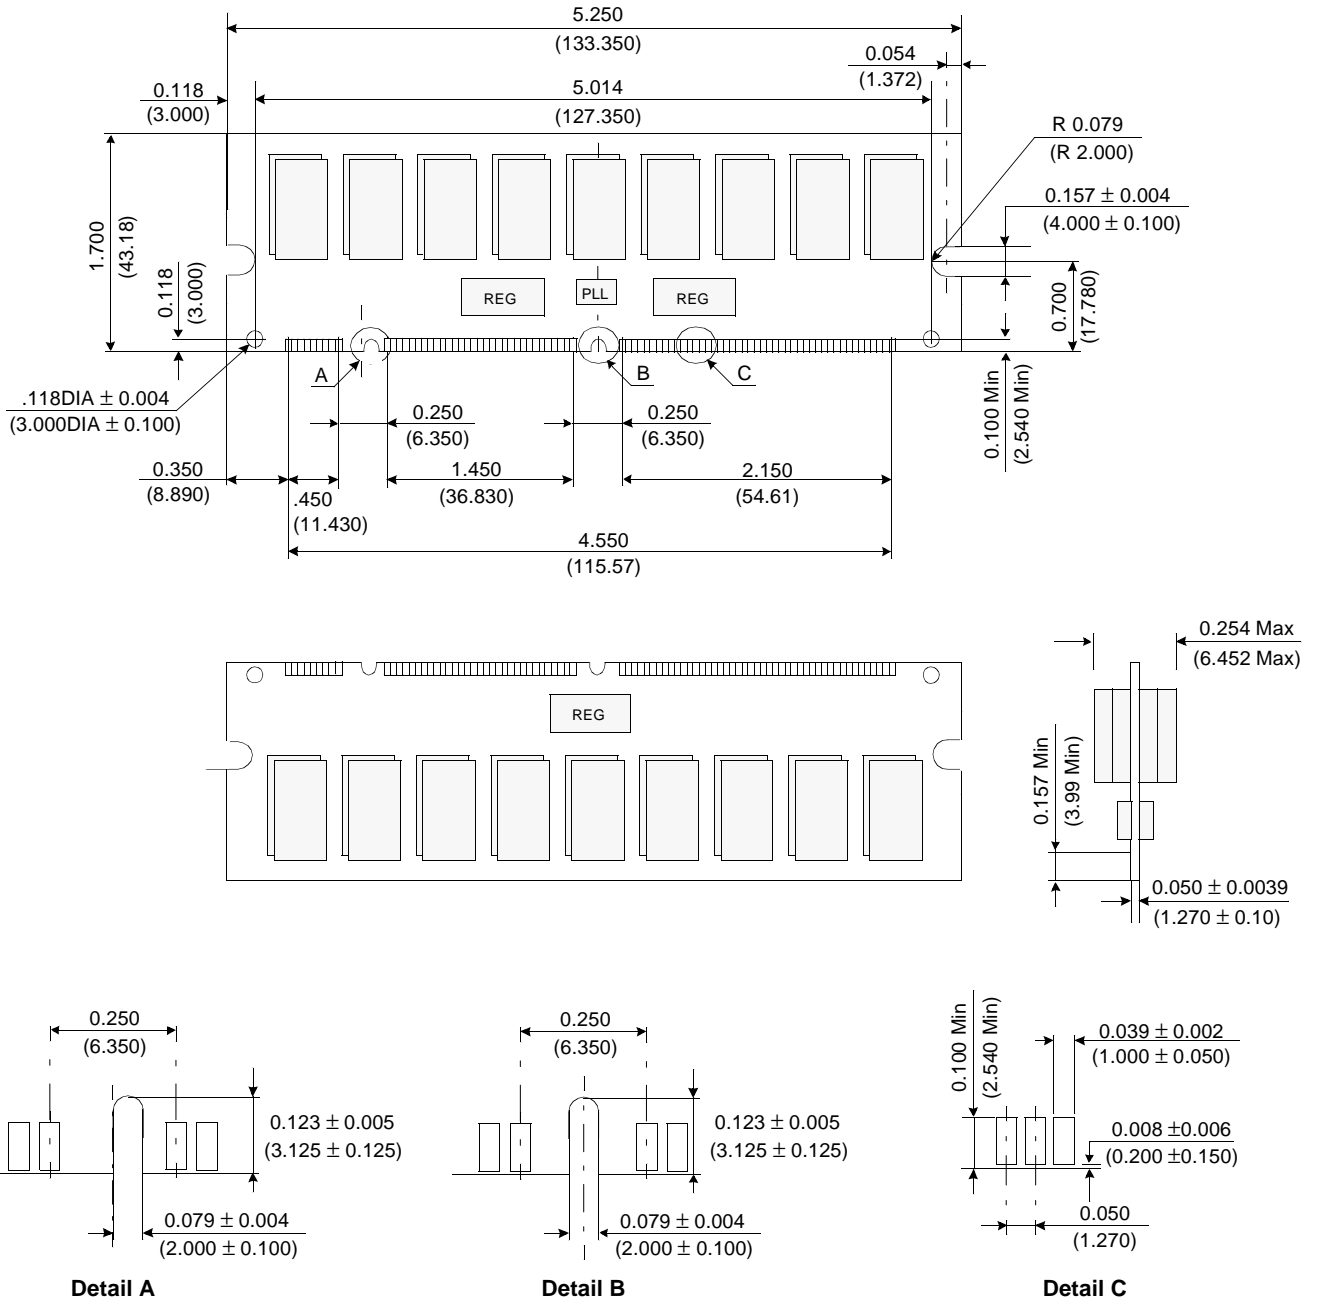 5.250
(133.350)
0.054
(1.372)
0.118
(3.000)
5.014
(127.350)
R 0.079
(R 2.000)
0.157 ± 0.004
(4.000 ± 0.100)
1.700
(43.18)
0.118
(3.000)
REG
PLL
REG
0.700
(17.780)
A
B
C
.118DIA ± 0.004
(3.000DIA ± 0.100)
0.250
(6.350)
0.250
(6.350)
0.100 Min
(2.540 Min)
0.350
(8.890)
.450
(11.430)
1.450
(36.830)
2.150
(54.61)
4.550
(115.57)
0.254 Max
(6.452 Max)
REG
0.157 Min
(3.99 Min)
0.050 ± 0.0039
(1.270 ± 0.10)
0.250
(6.350)
0.123 ± 0.005
(3.125 ± 0.125)
0.079 ± 0.004
(2.000 ± 0.100)
Detail A
0.250
(6.350)
0.123 ± 0.005
(3.125 ± 0.125)
0.079 ± 0.004
(2.000 ± 0.100)
Detail B
0.100 Min
(2.540 Min)
0.039 ± 0.002
(1.000 ± 0.050)
0.008 ±0.006
(0.200 ±0.150)
0.050
(1.270)
Detail C